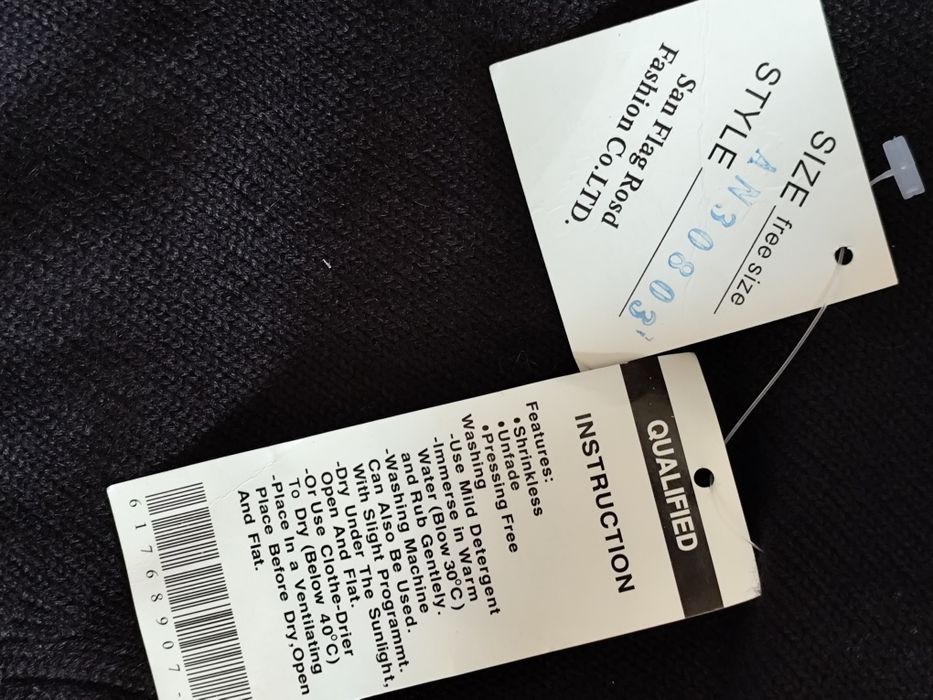 SIZE free size
STYLE AN30803
San Flag Rosd
Fashion Co.LTD.
QUALIFIED
INSTRUCTION
Features:
•Shrinkless
•Unfade
•Pressing Free
Washing
-Use Mild Detergent
-Immerse in Warm
Water (Blow 30°C)
and Rub Gentlely.
-Washing Machine
Can Also Be Used.
With Slight Programmt.
-Dry Under The Sunlight,
Open And Flat.
-Or Use Clothe-Drier
To Dry (Below 40°C)
-Place In a Ventilating
Place Before Dry,Open
And Flat.
61768907-